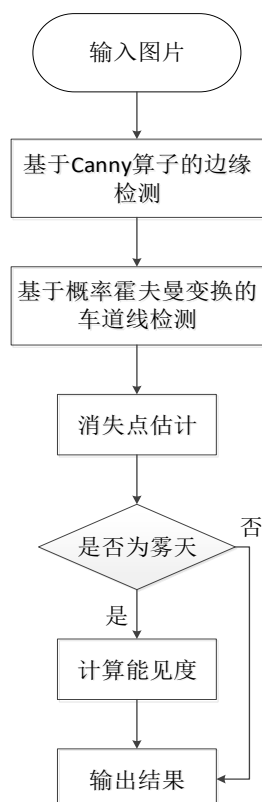 输入图片
基于Canny算子的边缘
检测
基于概率霍夫曼变换的
车道线检测
消失点估计
是否为雾天
否
是
计算能见度
输出结果